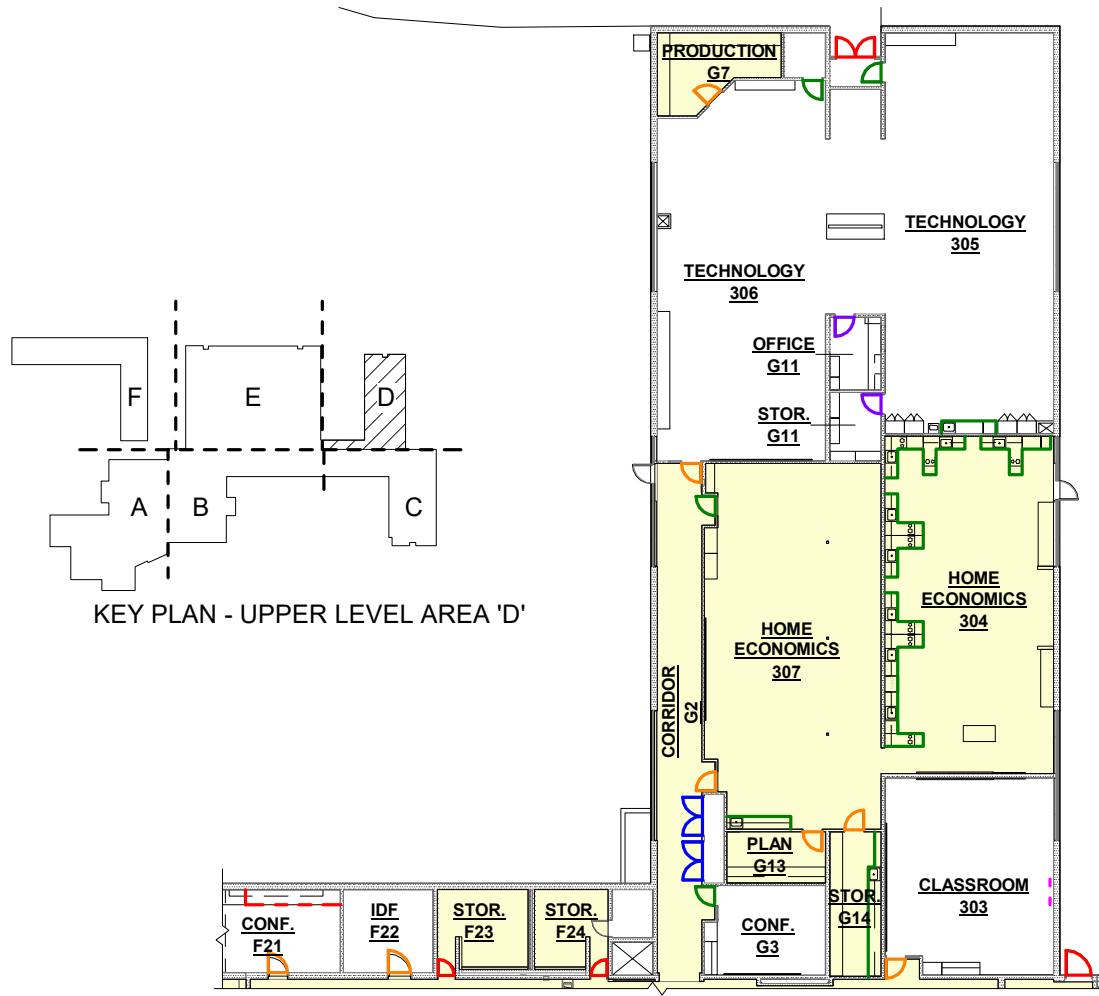 PRODUCTION
G7
TECHNOLOGY
305
TECHNOLOGY
306
OFFICE
G11
STOR.
G11
F
E
D
A
B
C
KEY PLAN - UPPER LEVEL AREA 'D'
HOME
ECONOMICS
304
HOME
ECONOMICS
307
CORRIDOR
G2
PLAN
G13
STOR.
G14
CLASSROOM
303
CONF.
G3
CONF.
F21
IDF
F22
STOR.
F23
STOR.
F24